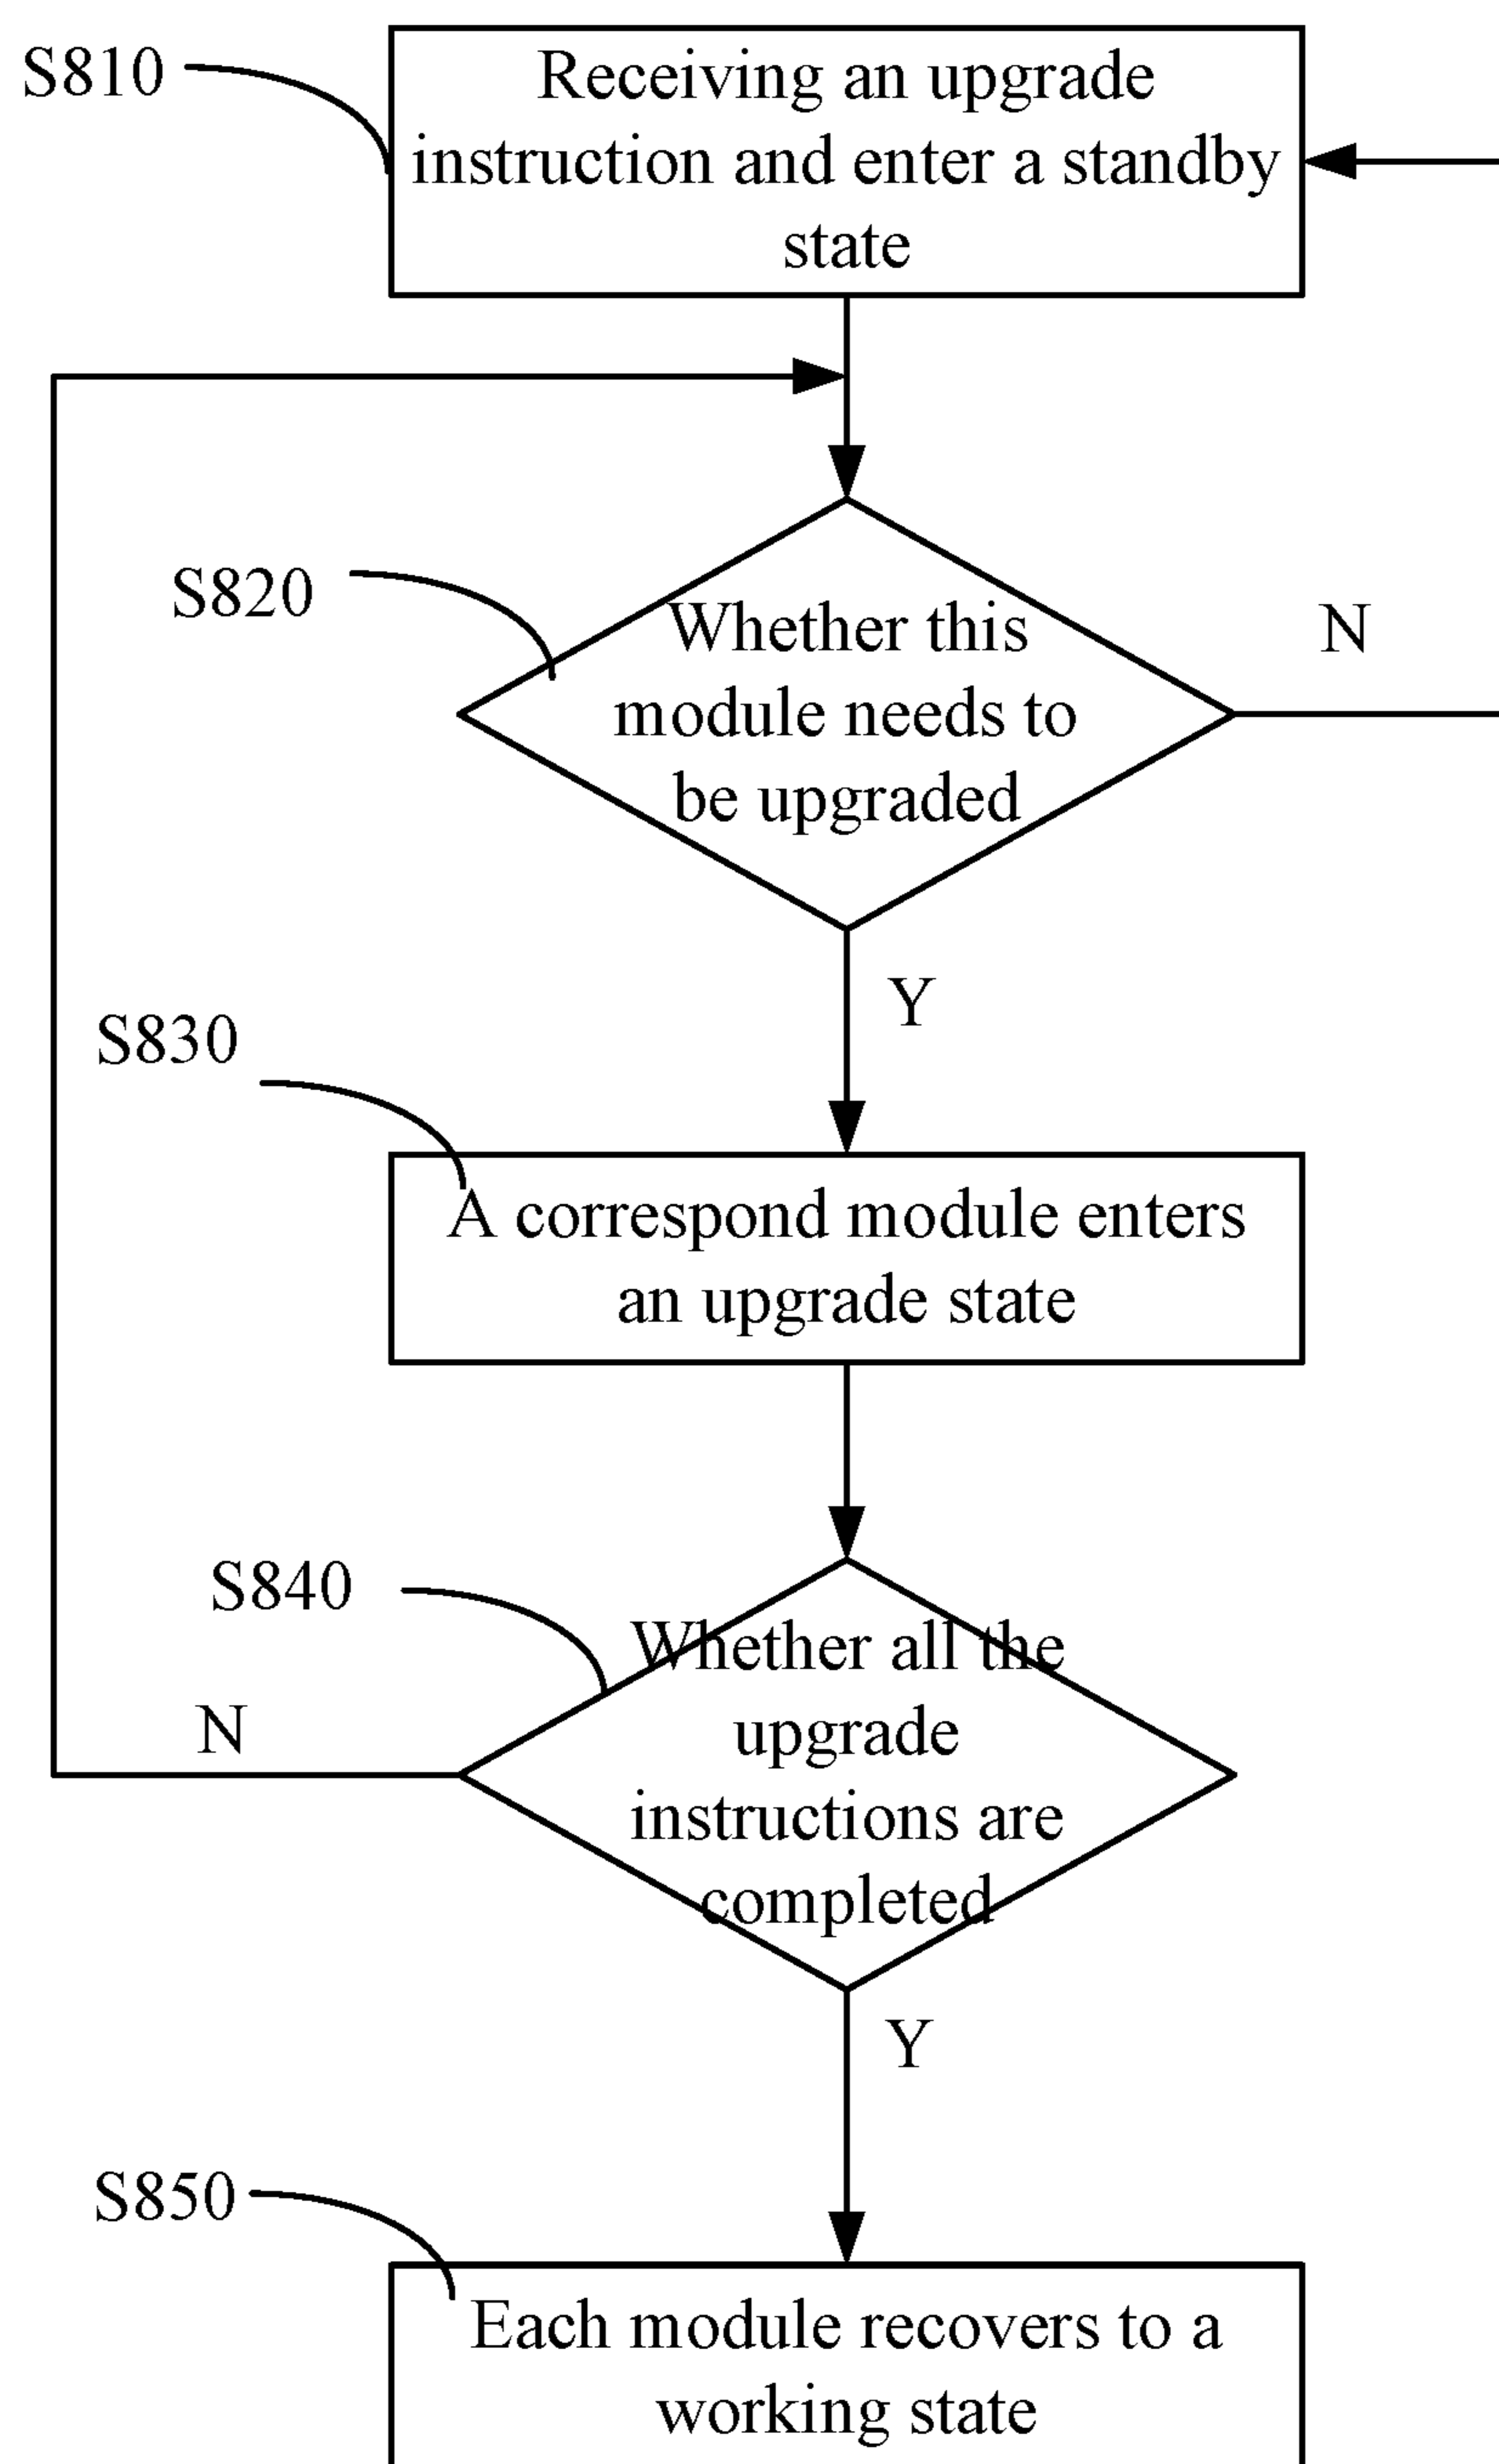 S810
Receiving an upgrade
instruction and enter a standby
state
S820
Whether this
module needs to
be upgraded
N
Y
S830
A correspond module enters
an upgrade state
S840
Whether all the
upgrade
instructions are
completed
N
Y
S850
Each module recovers to a
working state